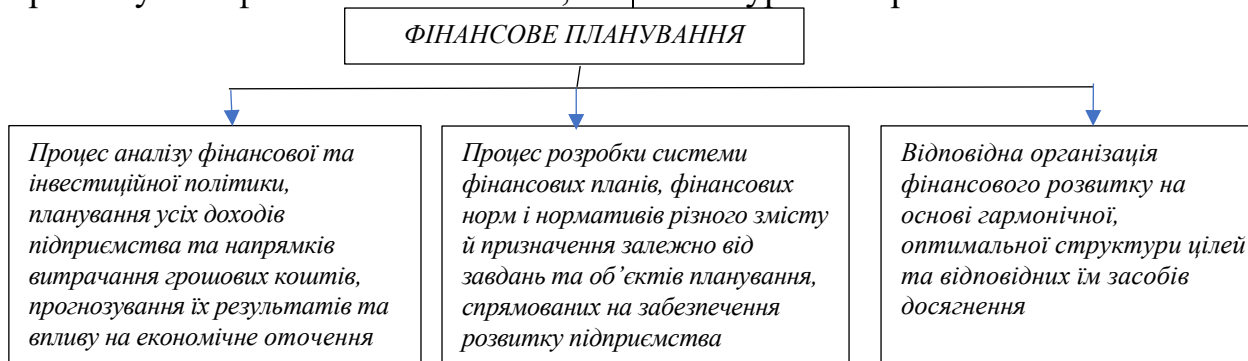 ФІНАНСОВЕ ПЛАНУВАННЯ
Процес аналізу фінансової та
інвестиційної політики,
планування усіх доходів
підприємства та напрямків
витрачання грошових коштів,
прогнозування їх результатів та
впливу на економічне оточення
Процес розробки системи
фінансових планів, фінансових
норм і нормативів різного змісту
й призначення залежно від
завдань та об’єктів планування,
спрямованих на забезпечення
розвитку підприємства
Відповідна організація
фінансового розвитку на
основі гармонічної,
оптимальної структури цілей
та відповідних їм засобів
досягнення